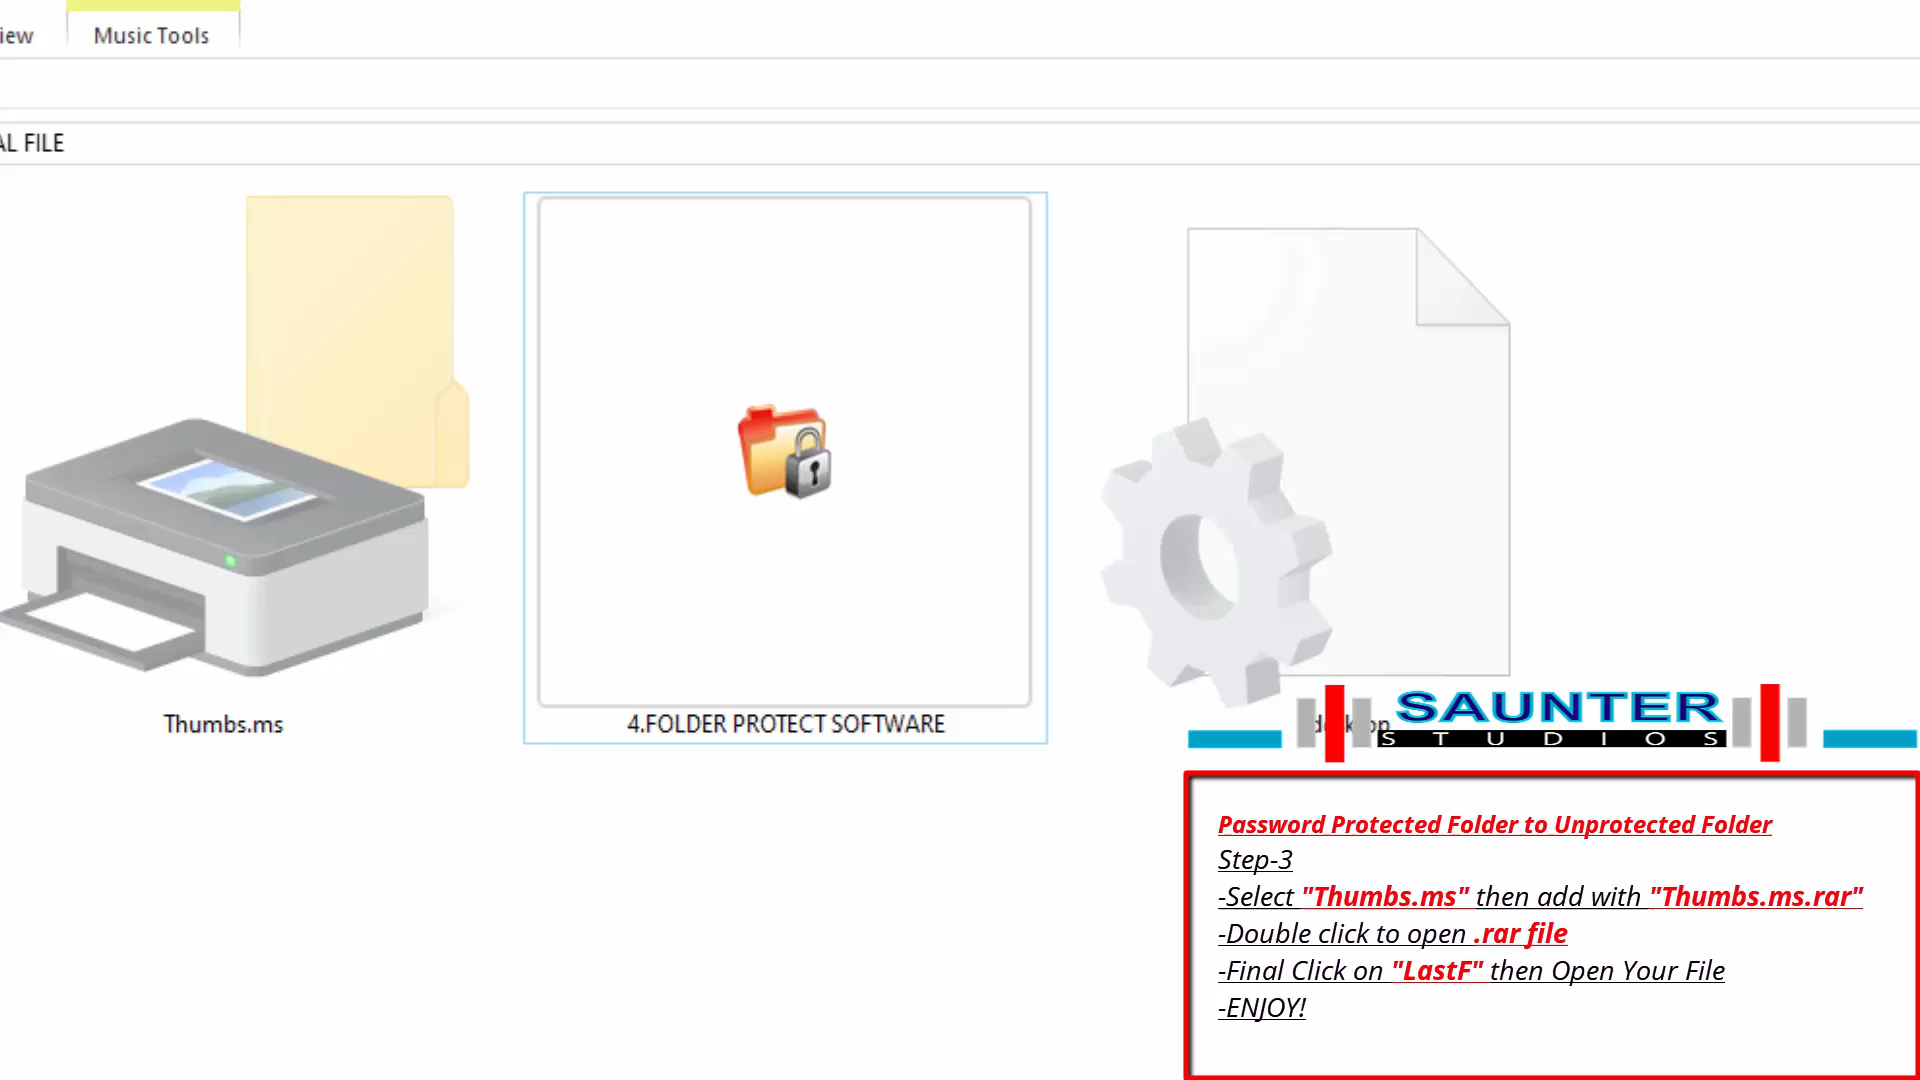 iew
Music Tools
AL FILE
Thumbs.ms
4.FOLDER PROTECT SOFTWARE
desktop
SAUNTER
STUDIOS
Password Protected Folder to Unprotected Folder
Step-3
-Select "Thumbs.ms" then add with "Thumbs.ms.rar"
-Double click to open .rar file
-Final Click on "LastF" then Open Your File
-ENJOY!